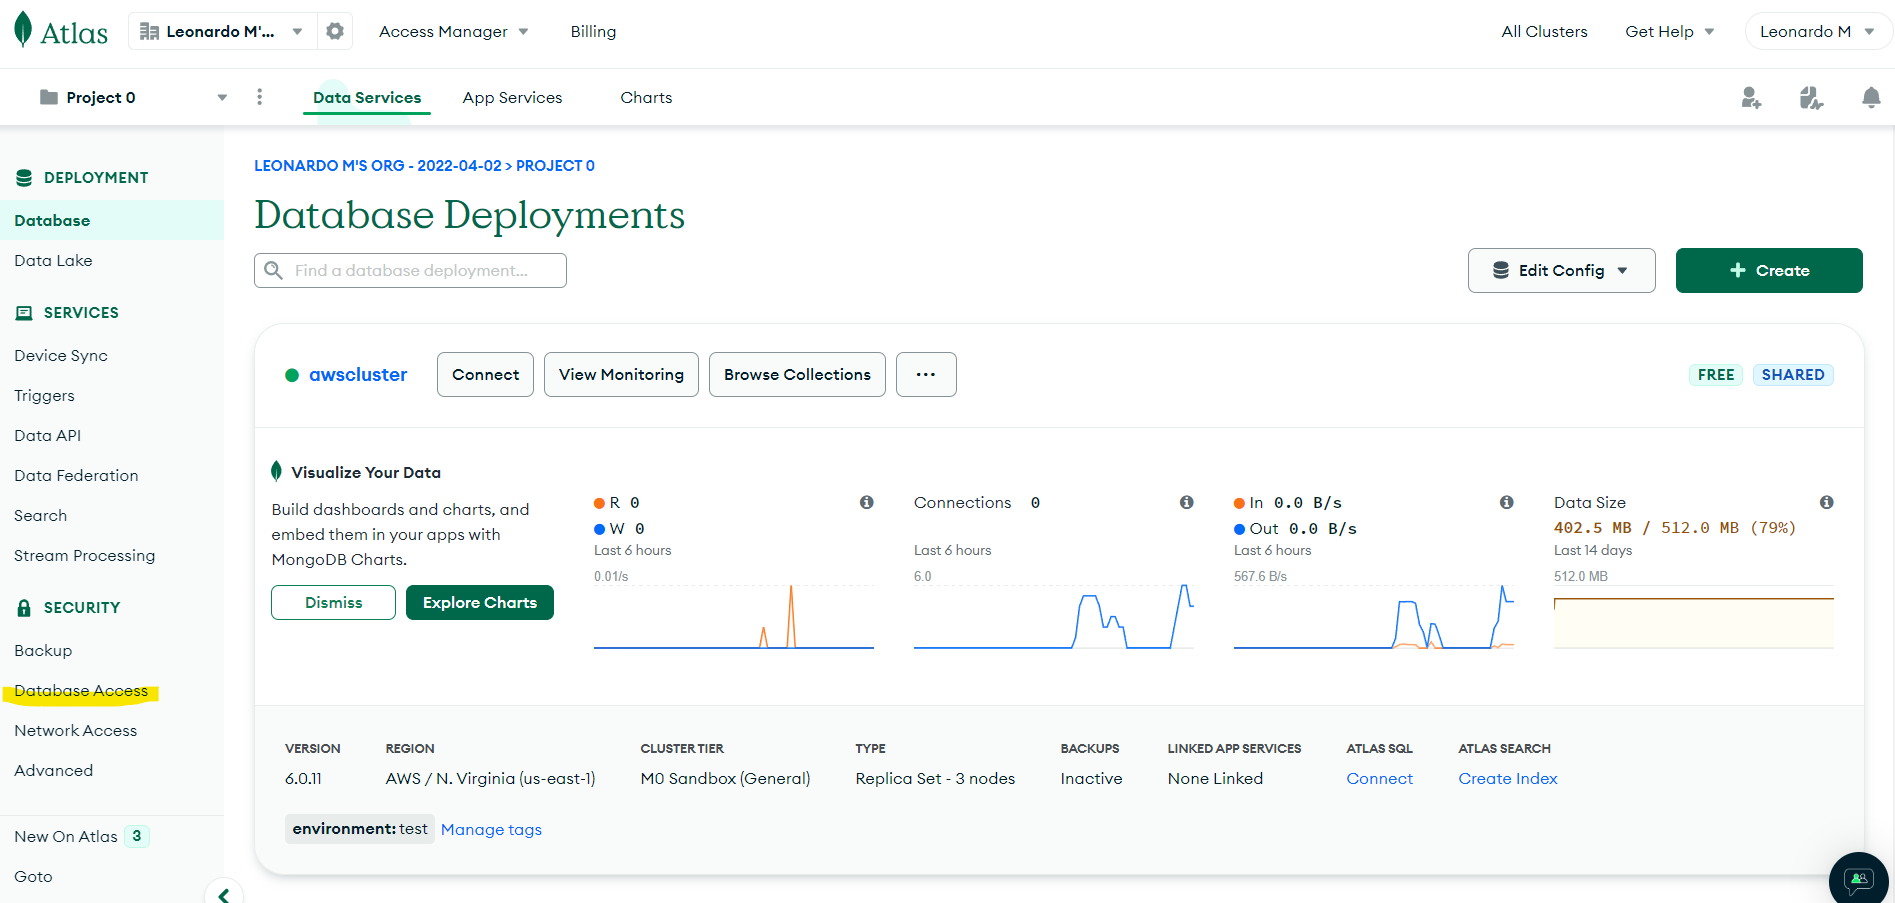 Atlas
Leonardo M'...
Access Manager
Billing
All Clusters
Get Help
Leonardo M
Project 0
Data Services
App Services
Charts
DEPLOYMENT
Database
Data Lake
SERVICES
Device Sync
Triggers
Data API
Data Federation
Search
Stream Processing
SECURITY
Backup
Database Access
Network Access
Advanced
New On Atlas 3
Goto
LEONARDO M'S ORG - 2022-04-02 > PROJECT 0
Database Deployments
Find a database deployment...
Edit Config
+ Create
awscluster
Connect
View Monitoring
Browse Collections
...
FREE
SHARED
Visualize Your Data
Build dashboards and charts, and
embed them in your apps with
MongoDB Charts.
Dismiss
Explore Charts
R 0
W 0
Last 6 hours
0.01/s
Connections 0
Last 6 hours
6.0
In 0.0 B/s
Out 0.0 B/s
Last 6 hours
567.6 B/s
Data Size
402.5 MB / 512.0 MB (79%)
Last 14 days
512.0 MB
VERSION
6.0.11
REGION
AWS / N. Virginia (us-east-1)
CLUSTER TIER
M0 Sandbox (General)
TYPE
Replica Set - 3 nodes
BACKUPS
Inactive
LINKED APP SERVICES
None Linked
ATLAS SQL
Connect
ATLAS SEARCH
Create Index
environment: test
Manage tags